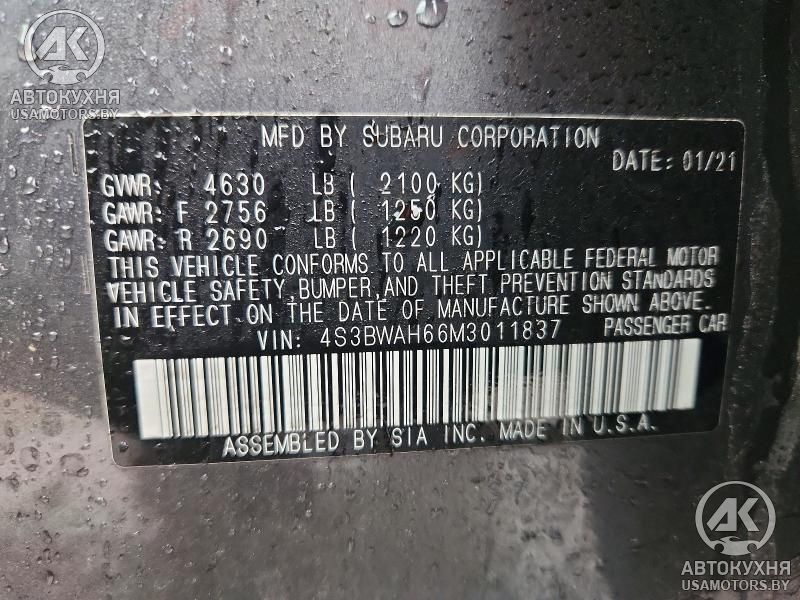 AK
АВТОКУХНЯ
USAMOTORS.BY
MFD BY SUBARU CORPORATION
DATE: 01/21
GVWR: 4630 LB ( 2100 KG)
GAWR: F 2756 LB ( 1250 KG)
GAWR: R 2690 LB ( 1220 KG)
THIS VEHICLE CONFORMS TO ALL APPLICABLE FEDERAL MOTOR
VEHICLE SAFETY, BUMPER, AND THEFT PREVENTION STANDARDS
IN EFFECT ON THE DATE OF MANUFACTURE SHOWN ABOVE.
VIN: 4S3BWAH66M3011837 PASSENGER CAR
ASSEMBLED BY SIA INC. MADE IN U.S.A.
AK
АВТОКУХНЯ
USAMOTORS.BY